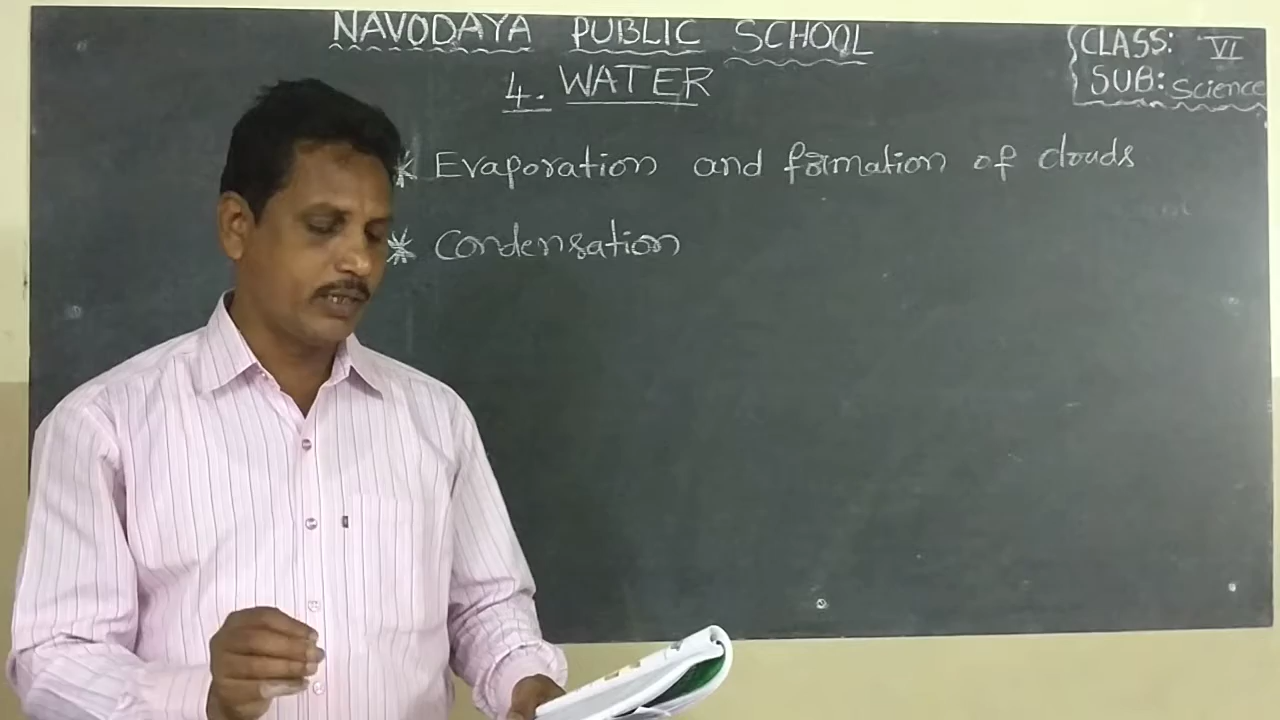 NAVODAYA PUBLIC SCHOOL
CLASS: VI
SUB: Science
4. WATER
* Evaporation and formation of clouds
* Condensation